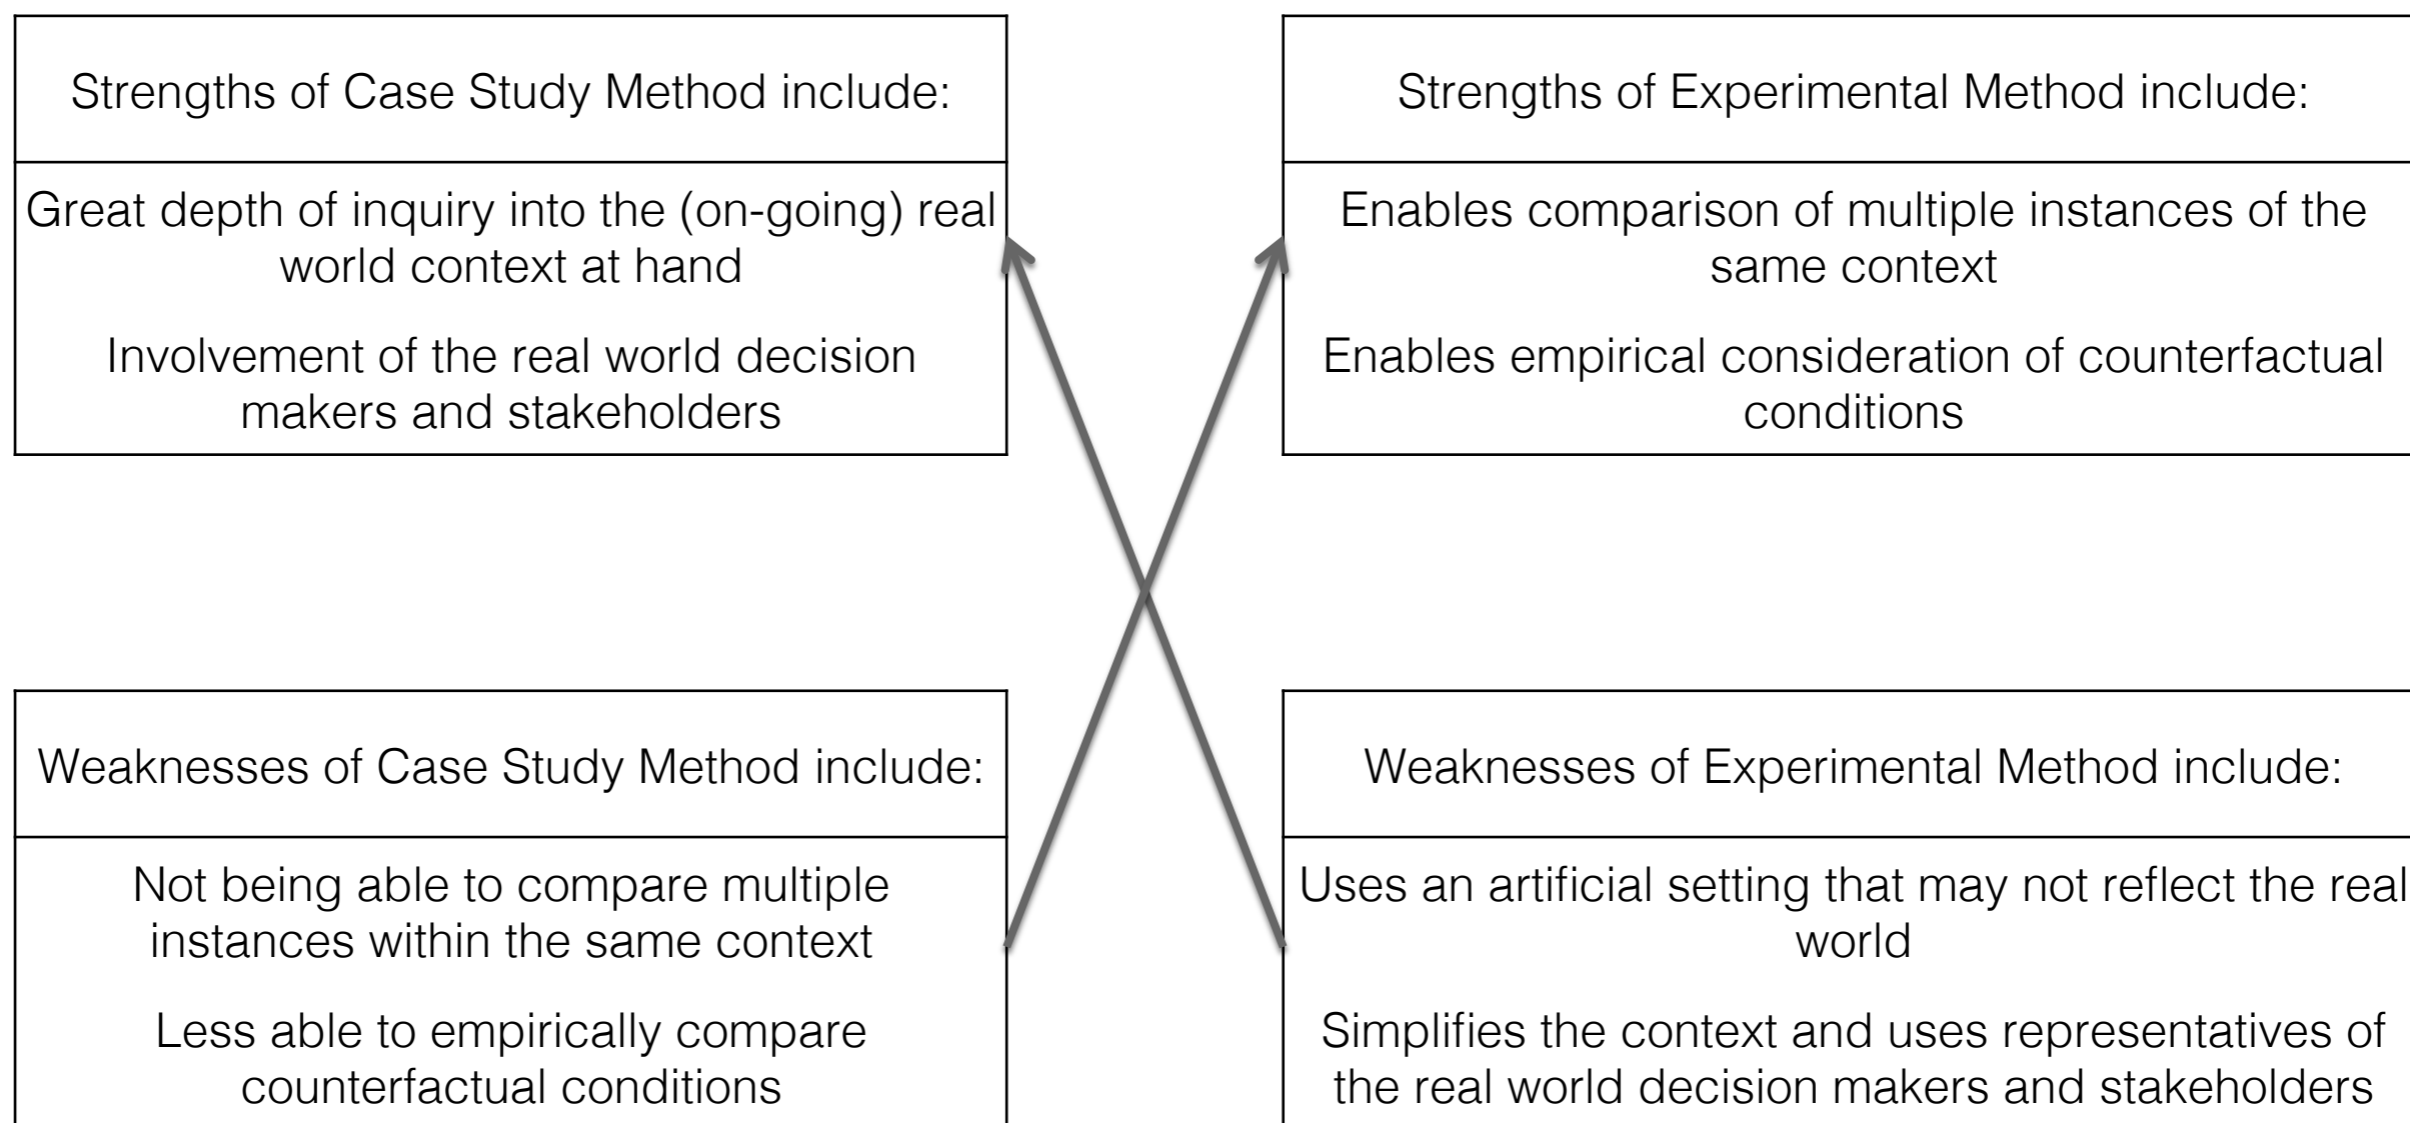 Strengths of Case Study Method include:
Great depth of inquiry into the (on-going) real
world context at hand
Involvement of the real world decision
makers and stakeholders
Strengths of Experimental Method include:
Enables comparison of multiple instances of the
same context
Enables empirical consideration of counterfactual
conditions
Weaknesses of Case Study Method include:
Not being able to compare multiple
instances within the same context
Less able to empirically compare
counterfactual conditions
Weaknesses of Experimental Method include:
Uses an artificial setting that may not reflect the real
world
Simplifies the context and uses representatives of
the real world decision makers and stakeholders